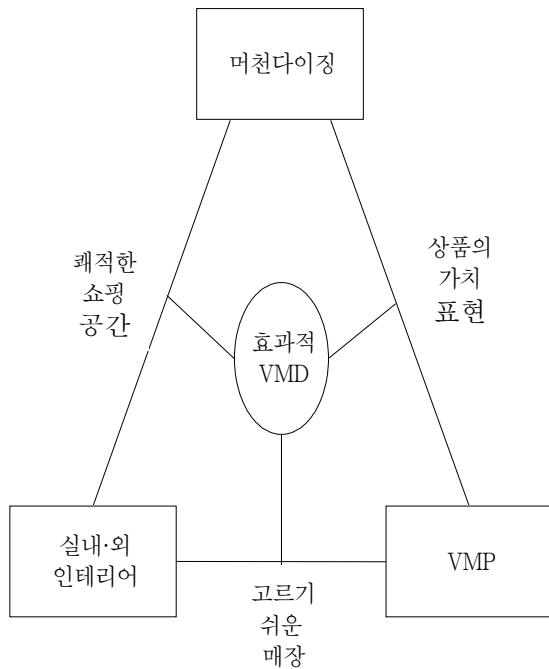 머천다이징
쾌적한
쇼핑
공간
상품의
가치
표현
효과적
VMD
실내·외
인테리어
VMP
고르기
쉬운
매장